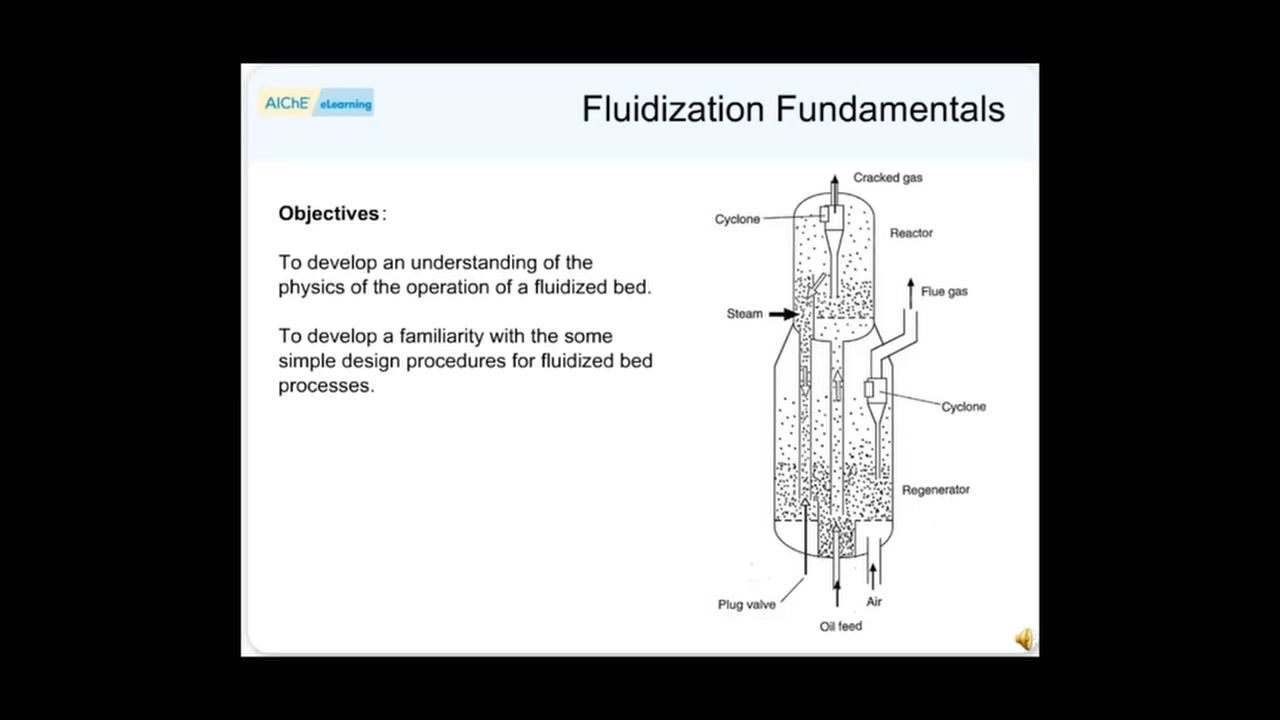 AIChE eLearning
Fluidization Fundamentals
Objectives:
To develop an understanding of the
physics of the operation of a fluidized bed.
To develop a familiarity with the some
simple design procedures for fluidized bed
processes.
Cracked gas
Cyclone
Reactor
Flue gas
Steam
Cyclone
Regenerator
Plug valve
Air
Oil feed